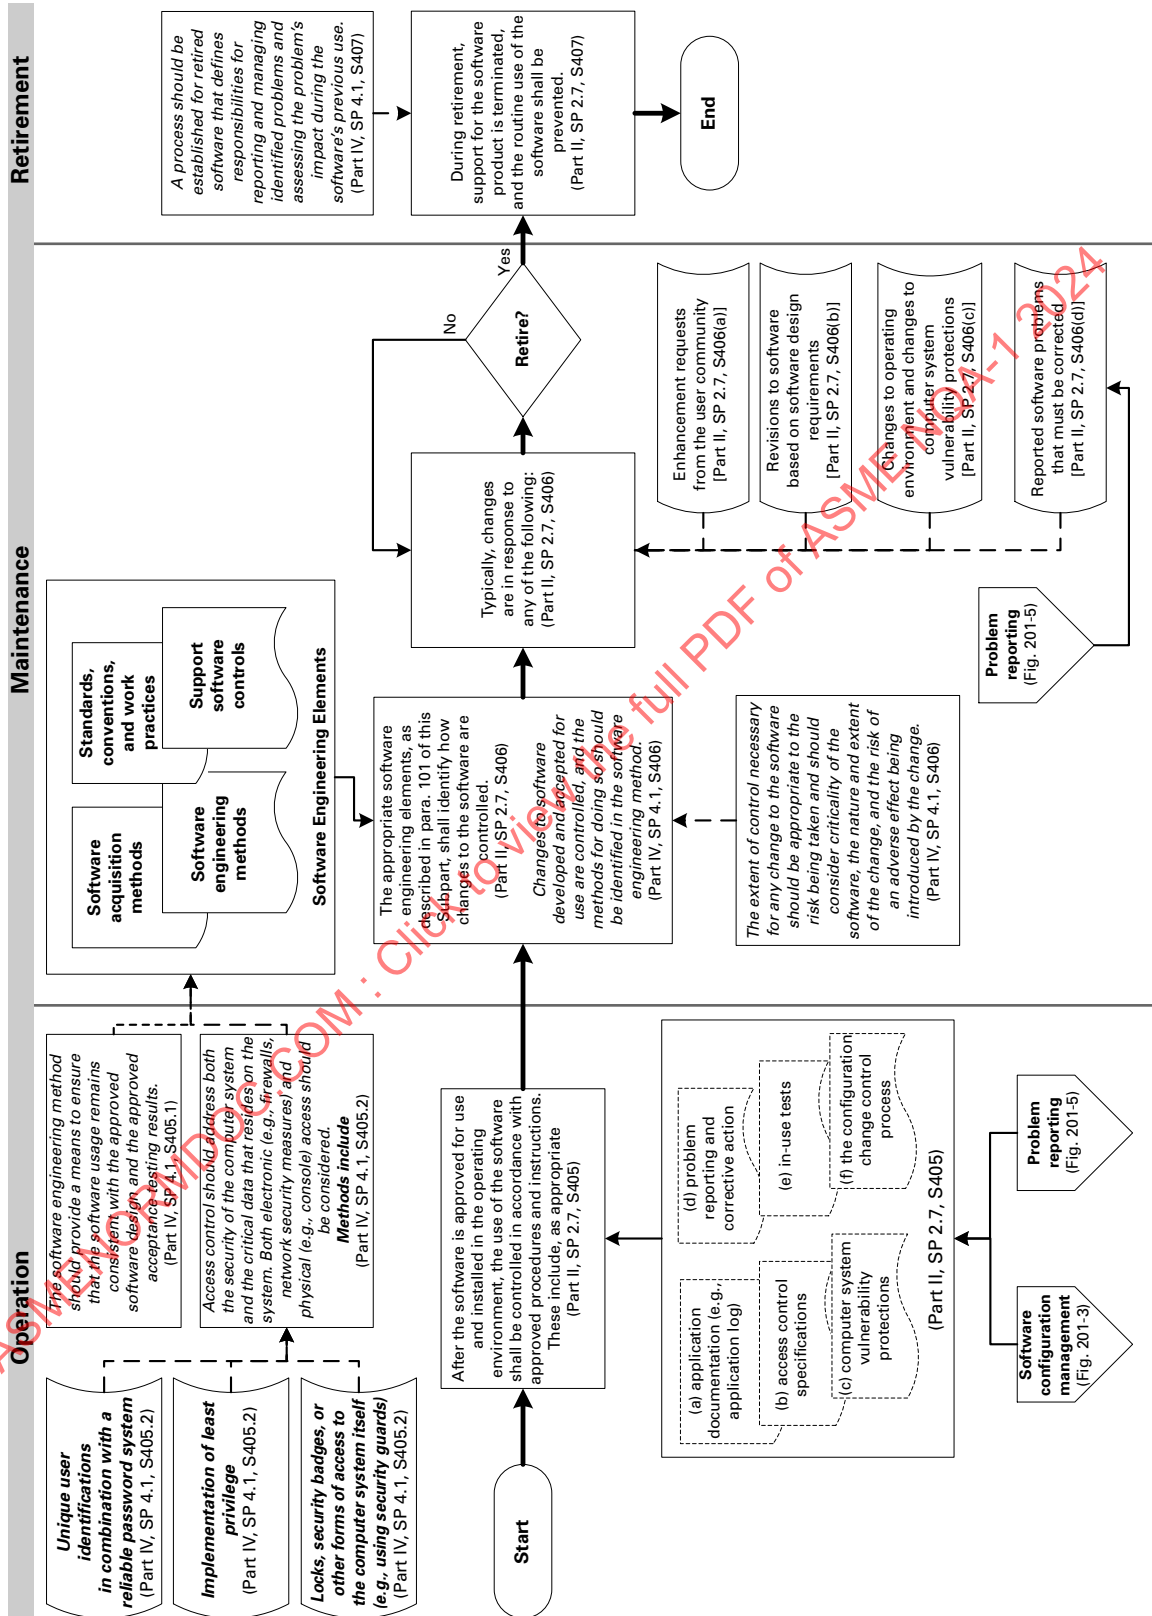 Operation
Maintenance
Retirement
Unique user
identifications
in combination with a
reliable password system
(Part IV, SP 4.1, S405.2)
Implementation of least
privilege
(Part IV, SP 4.1, S405.2)
Locks, security badges, or
other forms of access to
the computer system itself
(e.g., using security guards)
(Part IV, SP 4.1, S405.2)
The software engineering method
should provide a means to ensure
that the software usage remains
consistent with the approved
software design and the approved
acceptance testing results.
(Part IV, SP 4.1, S405.1)
Access control should address both
the security of the computer system
and the critical data that resides on the
system. Both electronic (e.g., firewalls,
network security measures) and
physical (e.g., console) access should
be considered.
Methods include
(Part IV, SP 4.1, S405.2)
Start
After the software is approved for use
and installed in the operating
environment, the use of the software
shall be controlled in accordance with
approved procedures and instructions.
These include, as appropriate
(Part II, SP 2.7, S405)
(a) application
documentation (e.g.,
application log)
(b) access control
specifications
(c) computer system
vulnerability
protections
(d) problem
reporting and
corrective action
(e) in-use tests
(f) the configuration
change control
process
(Part II, SP 2.7, S405)
Software
configuration
management
(Fig. 201-3)
Problem
reporting
(Fig. 201-5)
Software
acquisition
methods
Standards,
conventions,
and work
practices
Software
engineering
methods
Support
software
controls
Software Engineering Elements
The appropriate software
engineering elements, as
described in para. 101 of this
Subpart, shall identify how
changes to the software are
controlled.
(Part II, SP 2.7, S406)
Changes to software
developed and accepted for
use are controlled, and the
methods for doing so should
be identified in the software
engineering method.
(Part IV, SP 4.1, S406)
The extent of control necessary
for any change to the software
should be appropriate to the
risk being taken and should
consider criticality of the
software, the nature and extent
of the change, and the risk of
an adverse effect being
introduced by the change.
(Part IV, SP 4.1, S406)
Typically, changes
are in response to
any of the following:
(Part II, SP 2.7, S406)
Retire?
No
Yes
Enhancement requests
from the user community
[Part II, SP 2.7, S406(a)]
Revisions to software
based on software design
requirements
[Part II, SP 2.7, S406(b)]
Changes to operating
environment and changes to
computer system
vulnerability protections
[Part II, SP 2.7, S406(c)]
Reported software problems
that must be corrected
[Part II, SP 2.7, S406(d)]
Problem
reporting
(Fig. 201-5)
A process should be
established for retired
software that defines
responsibilities for
reporting and managing
identified problems and
assessing the problem's
impact during the
software's previous use.
(Part IV, SP 4.1, S407)
During retirement,
support for the software
product is terminated,
and the routine use of the
software shall be
prevented.
(Part II, SP 2.7, S407)
End
ASMENORMDOC.COM : Click to view the full PDF of ASME NQA-1 2024